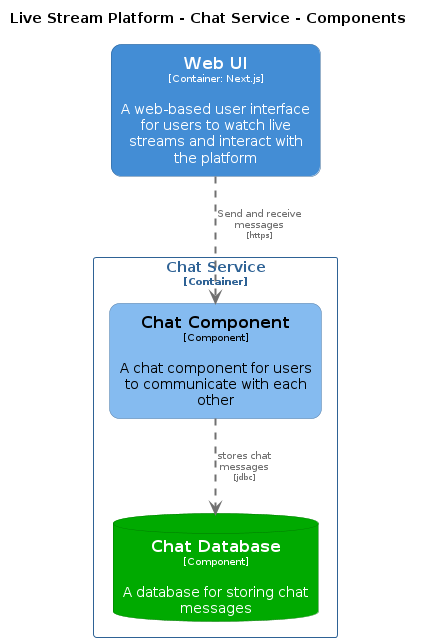 Live Stream Platform - Chat Service - Components
Web UI
[Container: Next.js]
A web-based user interface
for users to watch live
streams and interact with
the platform
Send and receive
messages
[https]
Chat Service
[Container]
Chat Component
[Component]
A chat component for users
to communicate with each
other
stores chat
messages
[jdbc]
Chat Database
[Component]
A database for storing chat
messages